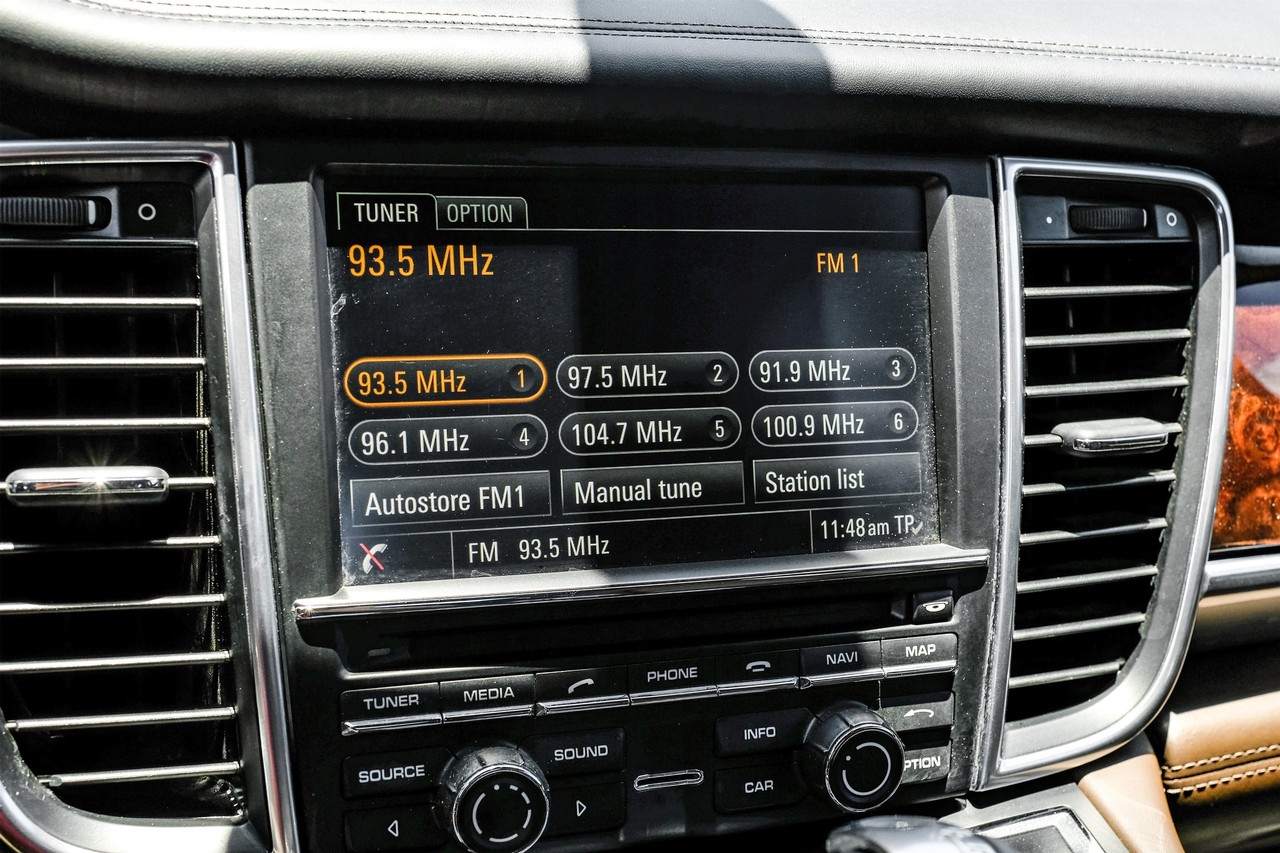 TUNER OPTION
93.5 MHz FM 1
93.5 MHz 1 97.5 MHz 2 91.9 MHz 3
96.1 MHz 4 104.7 MHz 5 100.9 MHz 6
Autostore FM1 Manual tune Station list
FM 93.5 MHz 11:48 am TP
TUNER MEDIA PHONE NAVI MAP
SOURCE SOUND INFO
CAR PTION